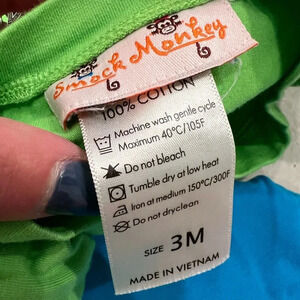 Smock Monkey
100% COTTON
Machine wash gentle cycle
Maximum 40°C/105F
Do not bleach
Tumble dry at low heat
Iron at medium 150°C/300F
Do not dryclean
SIZE 3M
MADE IN VIETNAM